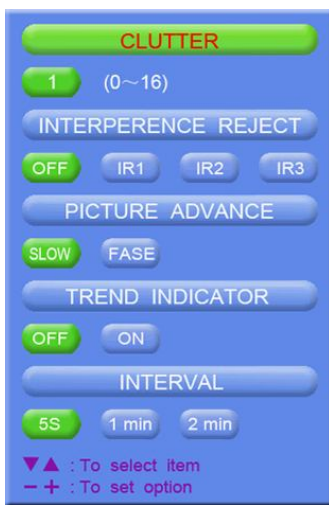 CLUTTER
1 (0~16)
INTERPERENCE REJECT
OFF IR1 IR2 IR3
PICTURE ADVANCE
SLOW FASE
TREND INDICATOR
OFF ON
INTERVAL
5S 1 min 2 min
▼▲ : To select item
−+ : To set option